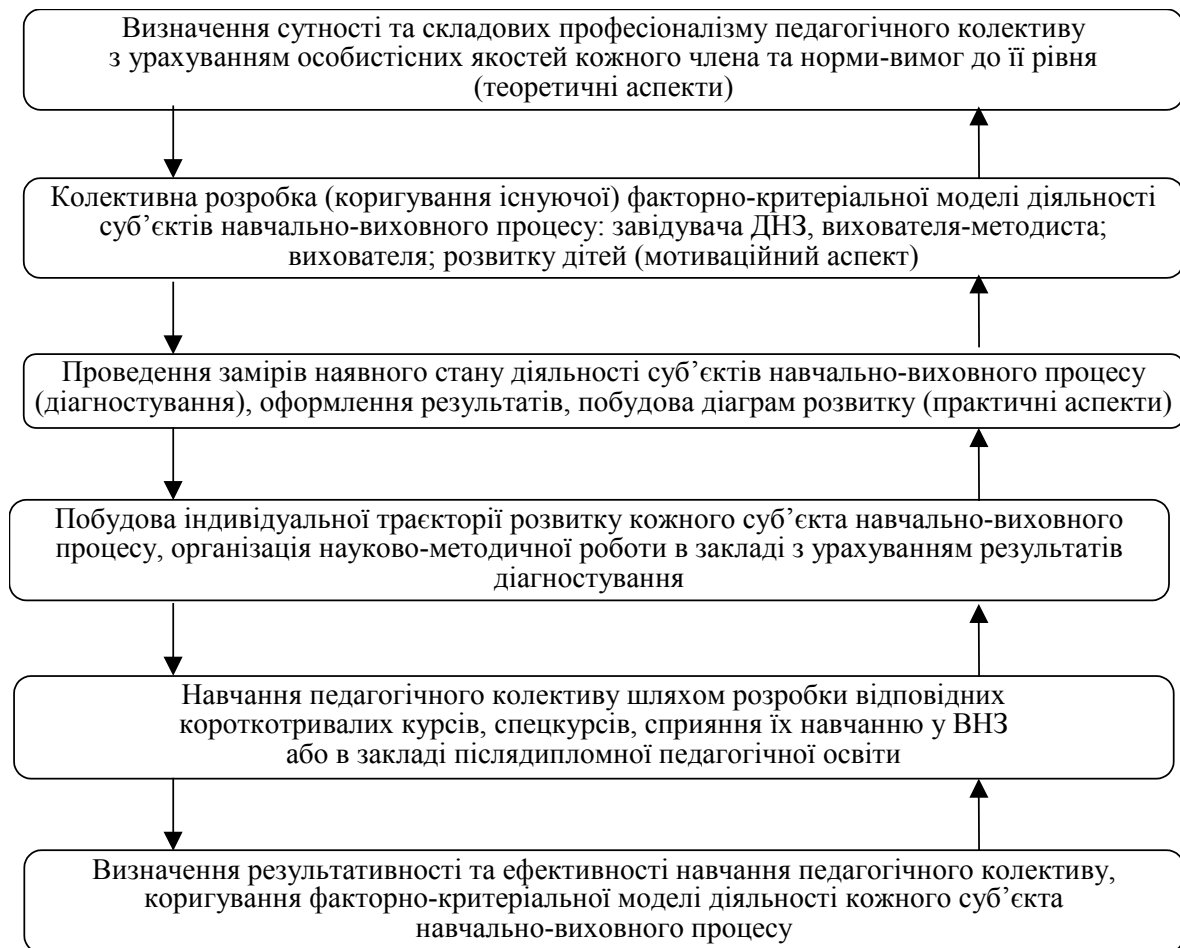 Визначення сутності та складових професіоналізму педагогічного колективу
з урахуванням особистісних якостей кожного члена та норми-вимог до її рівня
(теоретичні аспекти)
Колективна розробка (коригування існуючої) факторно-критеріальної моделі діяльності
суб’єктів навчально-виховного процесу: завідувача ДНЗ, вихователя-методиста;
вихователя; розвитку дітей (мотиваційний аспект)
Проведення замірів наявного стану діяльності суб’єктів навчально-виховного процесу
(діагностування), оформлення результатів, побудова діаграм розвитку (практичні аспекти)
Побудова індивідуальної траєкторії розвитку кожного суб’єкта навчально-виховного
процесу, організація науково-методичної роботи в закладі з урахуванням результатів
діагностування
Навчання педагогічного колективу шляхом розробки відповідних
короткотривалих курсів, спецкурсів, сприяння їх навчанню у ВНЗ
або в закладі післядипломної педагогічної освіти
Визначення результативності та ефективності навчання педагогічного колективу,
коригування факторно-критеріальної моделі діяльності кожного суб’єкта
навчально-виховного процесу